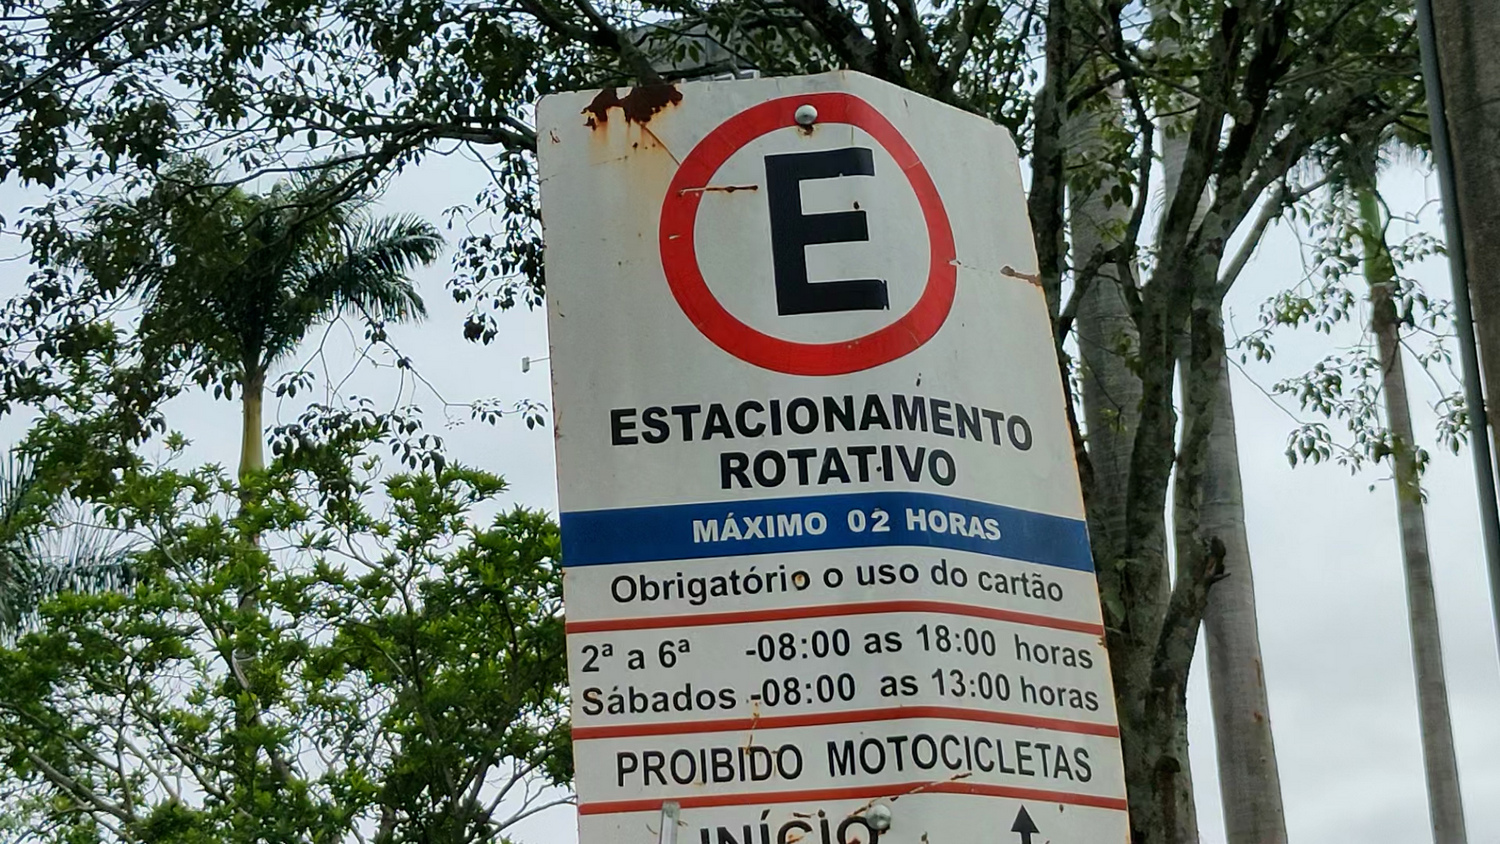 E
ESTACIONAMENTO
ROTATIVO
MÁXIMO 02 HORAS
Obrigatório o uso do cartão
2ª a 6ª -08:00 as 18:00 horas
Sábados -08:00 as 13:00 horas
PROIBIDO MOTOCICLETAS
INÍCIO